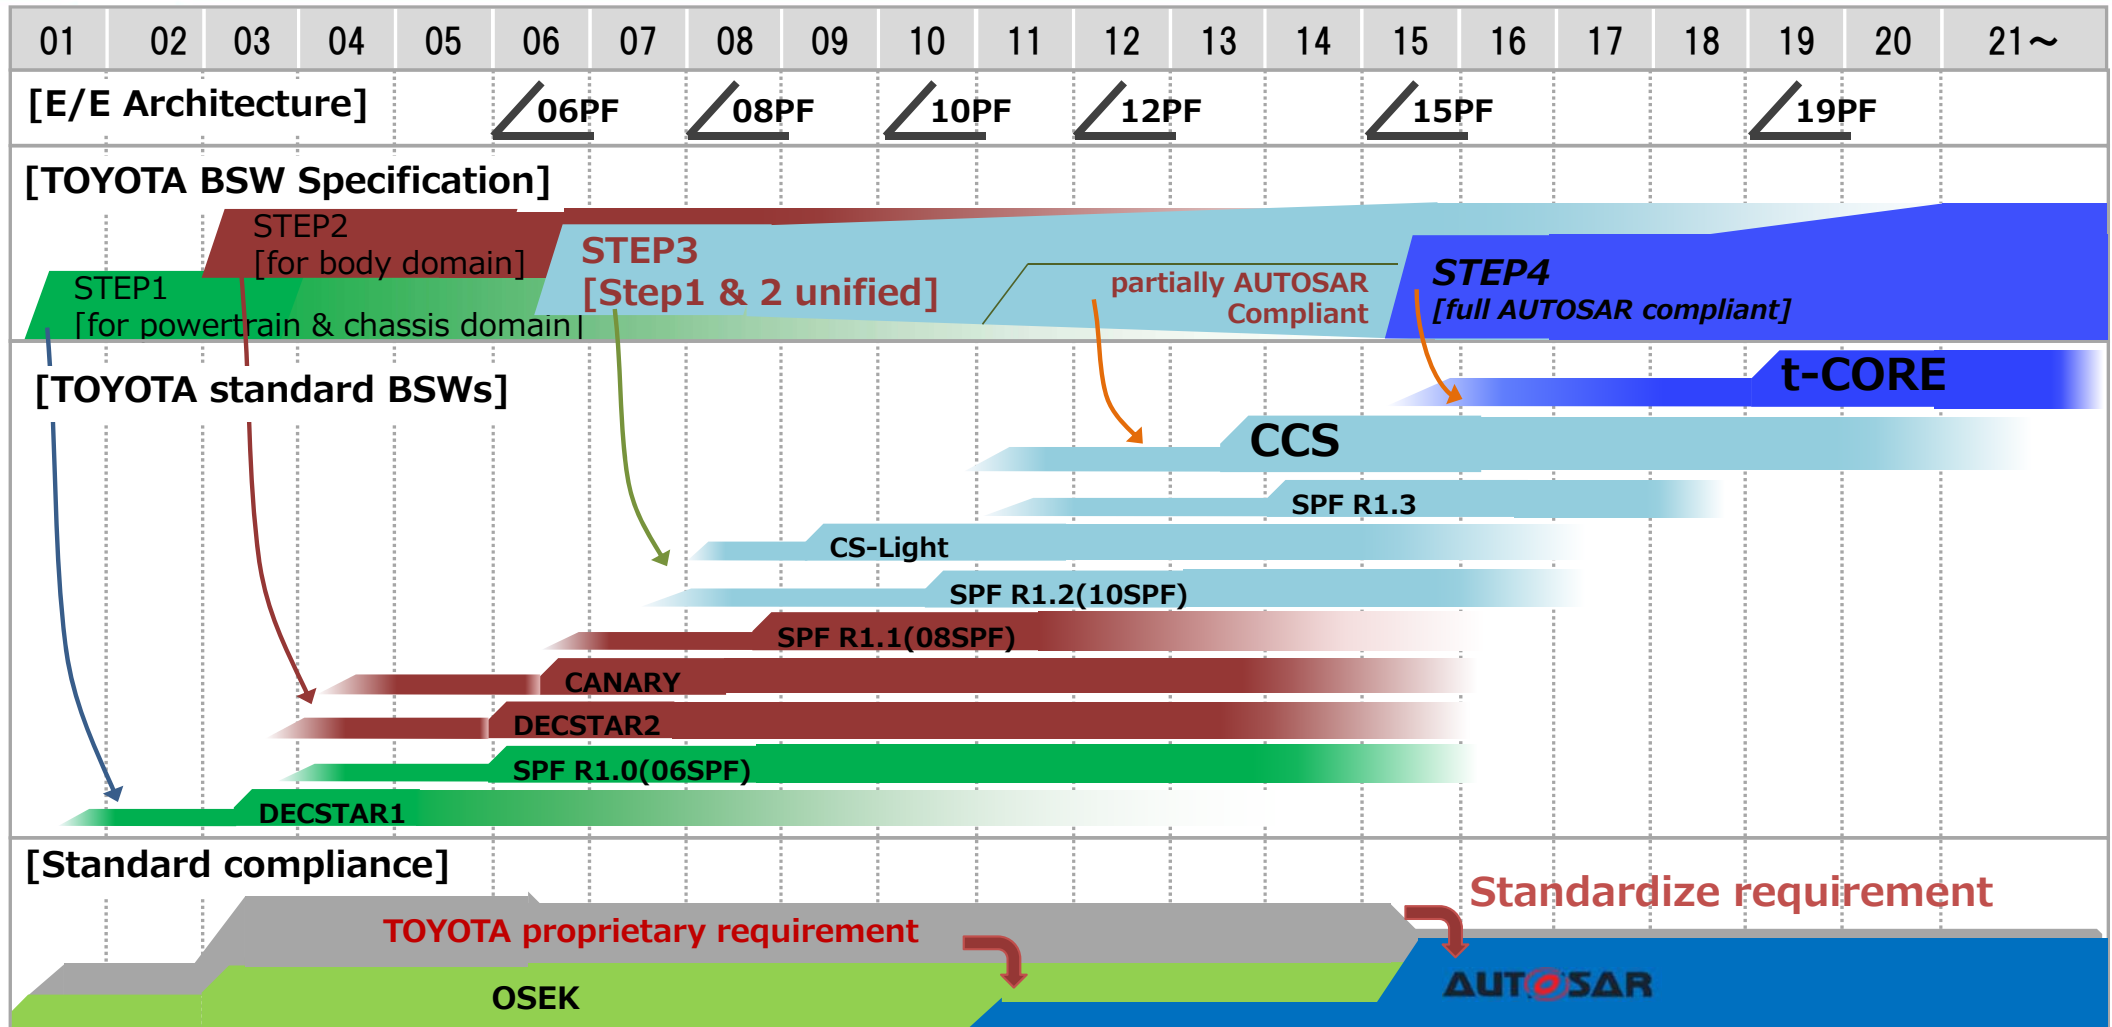 01 02 03 04 05 06 07 08 09 10 11 12 13 14 15 16 17 18 19 20 21～
[E/E Architecture] 06PF 08PF 10PF 12PF 15PF 19PF
[TOYOTA BSW Specification]
STEP2
[for body domain]
STEP1
[for powertrain & chassis domain]
STEP3
[Step1 & 2 unified]
partially AUTOSAR
Compliant
STEP4
[full AUTOSAR compliant]
[TOYOTA standard BSWs]
t-CORE
CCS
SPF R1.3
CS-Light
SPF R1.2(10SPF)
SPF R1.1(08SPF)
CANARY
DECSTAR2
SPF R1.0(06SPF)
DECSTAR1
[Standard compliance]
Standardize requirement
TOYOTA proprietary requirement
OSEK
AUTOSAR